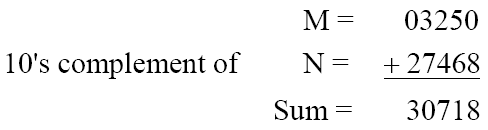 M = 03250
10's complement of N = + 27468
Sum = 30718